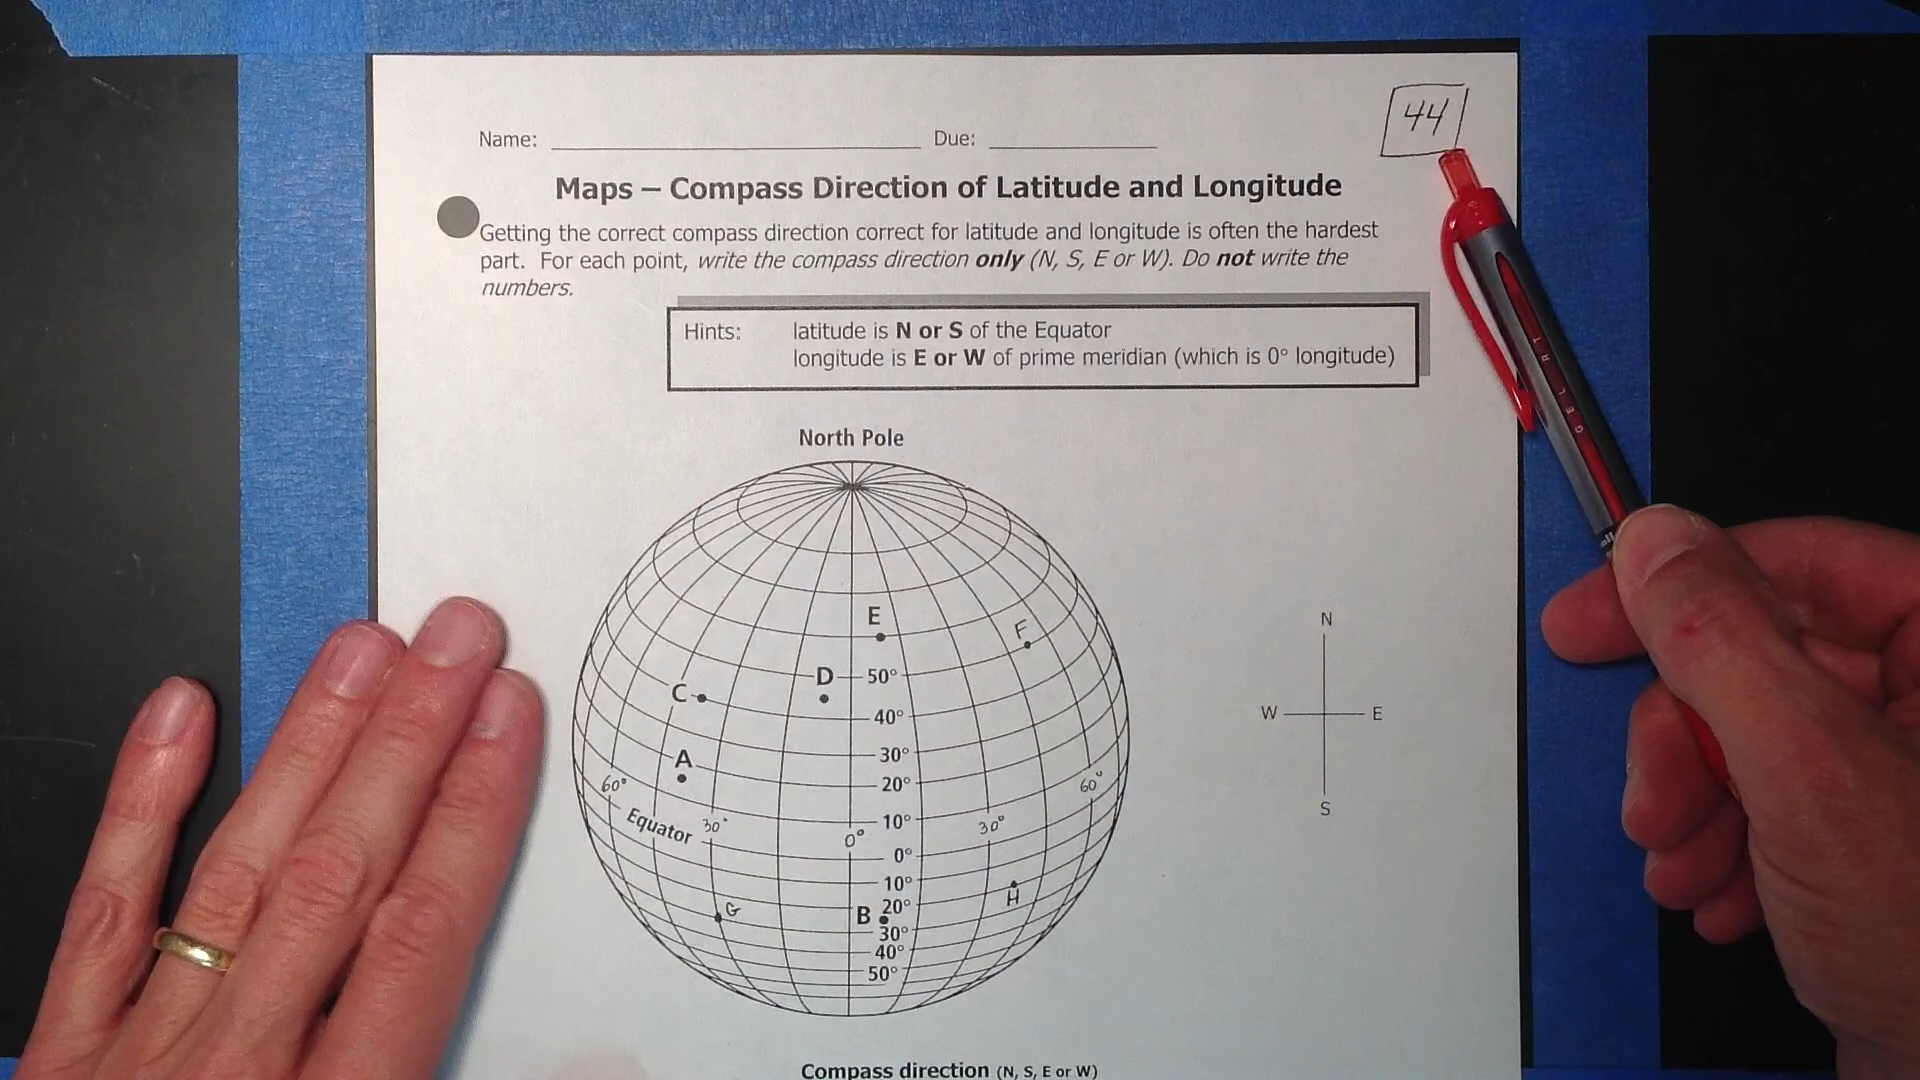 44
Name: Due:
Maps – Compass Direction of Latitude and Longitude
Getting the correct compass direction correct for latitude and longitude is often the hardest
part. For each point, write the compass direction only (N, S, E or W). Do not write the
numbers.
Hints: latitude is N or S of the Equator
longitude is E or W of prime meridian (which is 0° longitude)
North Pole
E
F
N
D 50°
C
W E
40°
30°
A
20°
60° 60°
S
10°
Equator 30° 30°
0°
0°
10°
H
20°
G
B
30°
40°
50°
Compass direction (N, S, E or W)
GEL RT